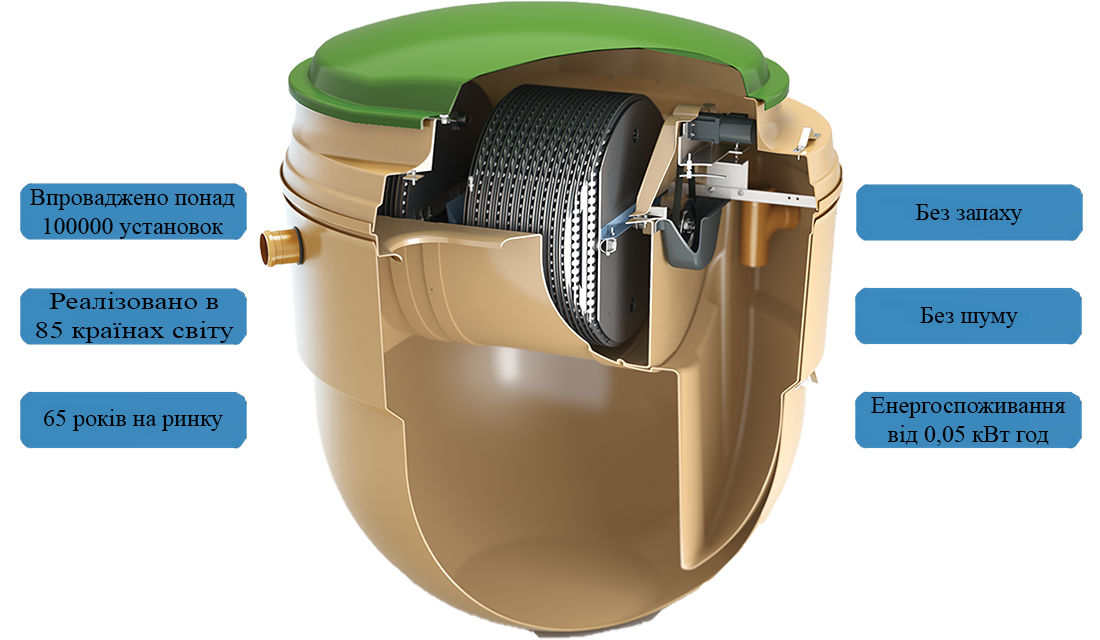 Впроваджено понад
100000 установок
Реалізовано в
85 країнах світу
65 років на ринку
Без запаху
Без шуму
Енергоспоживання
від 0,05 кВт год